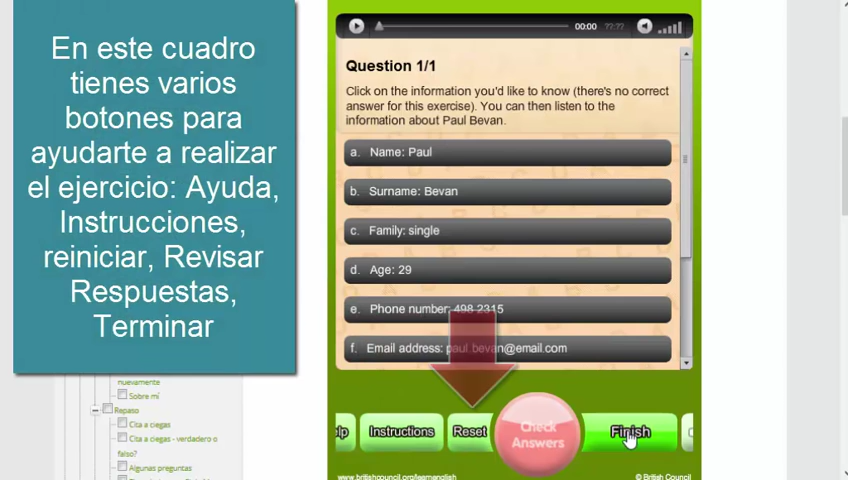 En este cuadro
tienes varios
botones para
ayudarte a realizar
el ejercicio: Ayuda,
Instrucciones,
reiniciar, Revisar
Respuestas,
Terminar
00:00 ??:??
Question 1/1
Click on the information you'd like to know (there's no correct
answer for this exercise). You can then listen to the
information about Paul Bevan.
a. Name: Paul
b. Surname: Bevan
c. Family: single
d. Age: 29
e. Phone number: 498 2315
f. Email address: paul.bevan@email.com
nuevamente
Sobre mí
Repaso
Cita a ciegas
Cita a ciegas - verdadero o
falso?
Algunas preguntas
Instructions
Reset
Check
Answers
Finish
www.britishcouncil.org/learnenglish
© British Council